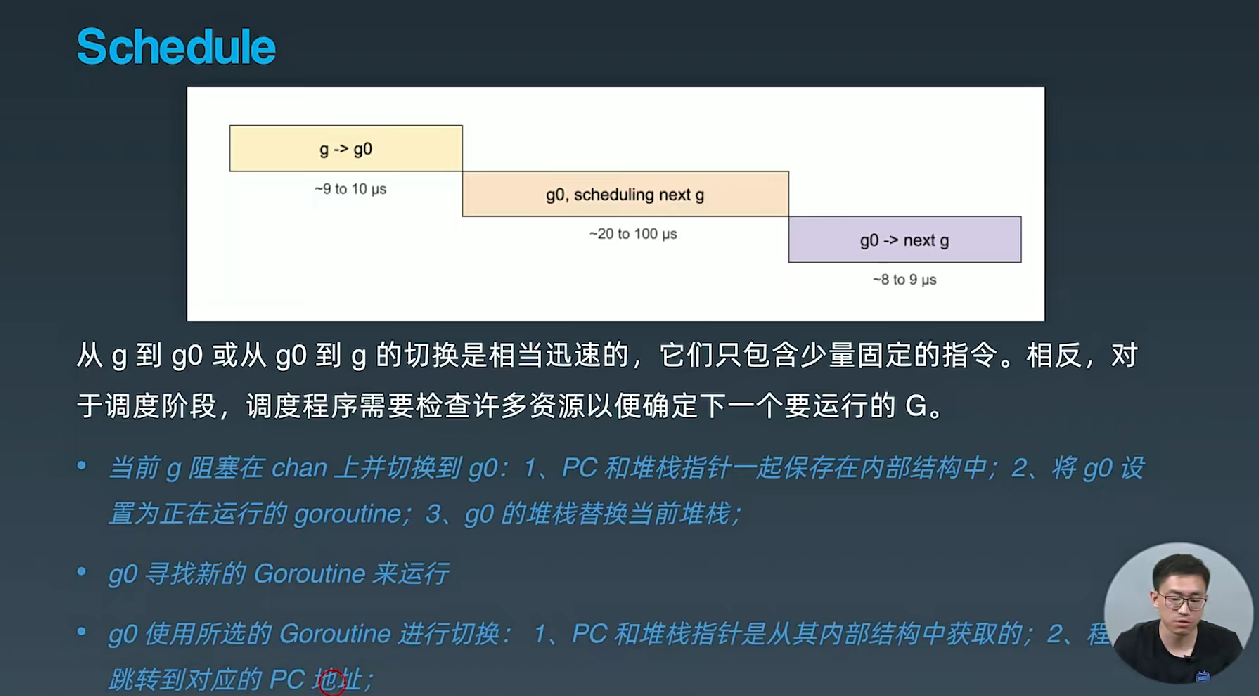 Schedule
g -> g0
~9 to 10 µs
g0, scheduling next g
~20 to 100 µs
g0 -> next g
~8 to 9 µs
从 g 到 g0 或从 g0 到 g 的切换是相当迅速的，它们只包含少量固定的指令。相反，对
于调度阶段，调度程序需要检查许多资源以便确定下一个要运行的 G。
• 当前 g 阻塞在 chan 上并切换到 g0：1、PC 和堆栈指针一起保存在内部结构中；2、将 g0 设
置为正在运行的 goroutine；3、g0 的堆栈替换当前堆栈；
• g0 寻找新的 Goroutine 来运行
• g0 使用所选的 Goroutine 进行切换： 1、PC 和堆栈指针是从其内部结构中获取的；2、程
跳转到对应的 PC 地址；